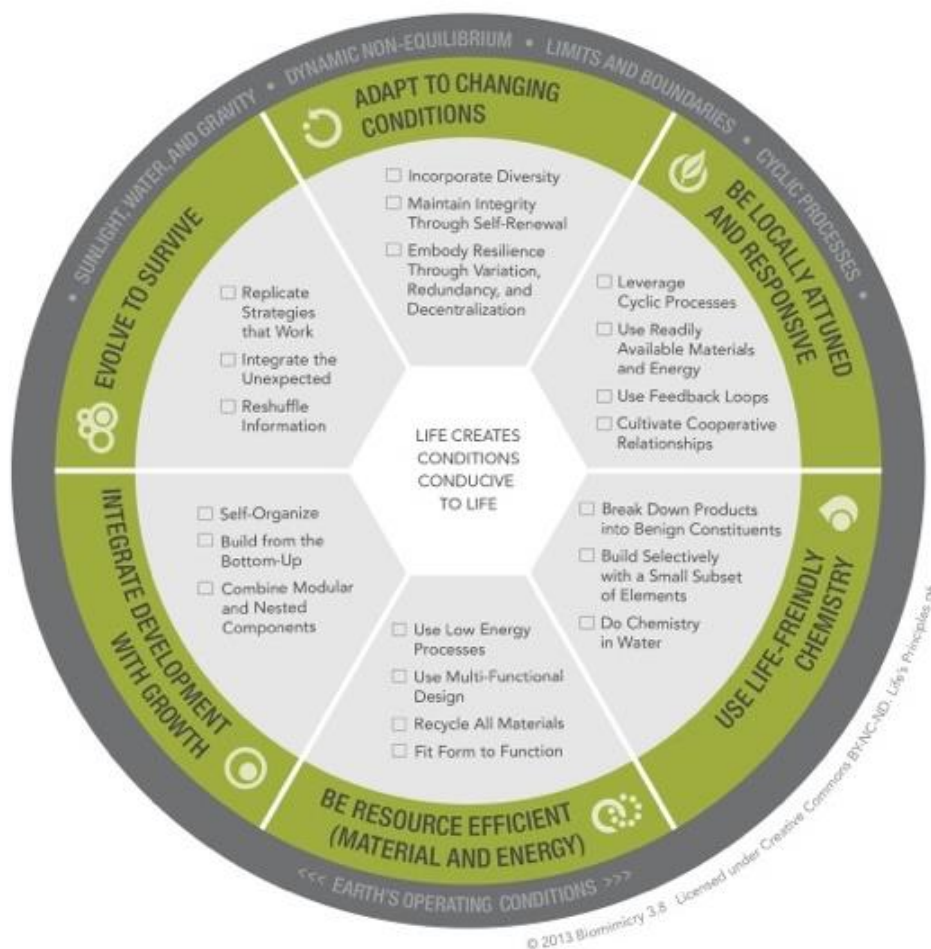 • SUNLIGHT, WATER, AND GRAVITY • DYNAMIC NON-EQUILIBRIUM • LIMITS AND BOUNDARIES • CYCLIC PROCESSES •
ADAPT TO CHANGING
CONDITIONS
☐ Incorporate Diversity
☐ Maintain Integrity
Through Self-Renewal
☐ Embody Resilience
Through Variation,
Redundancy, and
Decentralization
BE LOCALLY ATTUNED
AND RESPONSIVE
☐ Leverage
Cyclic Processes
☐ Use Readily
Available Materials
and Energy
☐ Use Feedback Loops
☐ Cultivate Cooperative
Relationships
USE LIFE-FREINDLY
CHEMISTRY
☐ Break Down Products
into Benign Constituents
☐ Build Selectively
with a Small Subset
of Elements
☐ Do Chemistry
in Water
BE RESOURCE EFFICIENT
(MATERIAL AND ENERGY)
☐ Use Low Energy
Processes
☐ Use Multi-Functional
Design
☐ Recycle All Materials
☐ Fit Form to Function
INTEGRATE DEVELOPMENT
WITH GROWTH
☐ Self-Organize
☐ Build from the
Bottom-Up
☐ Combine Modular
and Nested
Components
EVOLVE TO SURVIVE
☐ Replicate
Strategies
that Work
☐ Integrate the
Unexpected
☐ Reshuffle
Information
LIFE CREATES
CONDITIONS
CONDUCIVE
TO LIFE
<<< EARTH'S OPERATING CONDITIONS >>>
© 2013 Biomimicry 3.8 Licensed under Creative Commons BY-NC-ND. Life's Principles